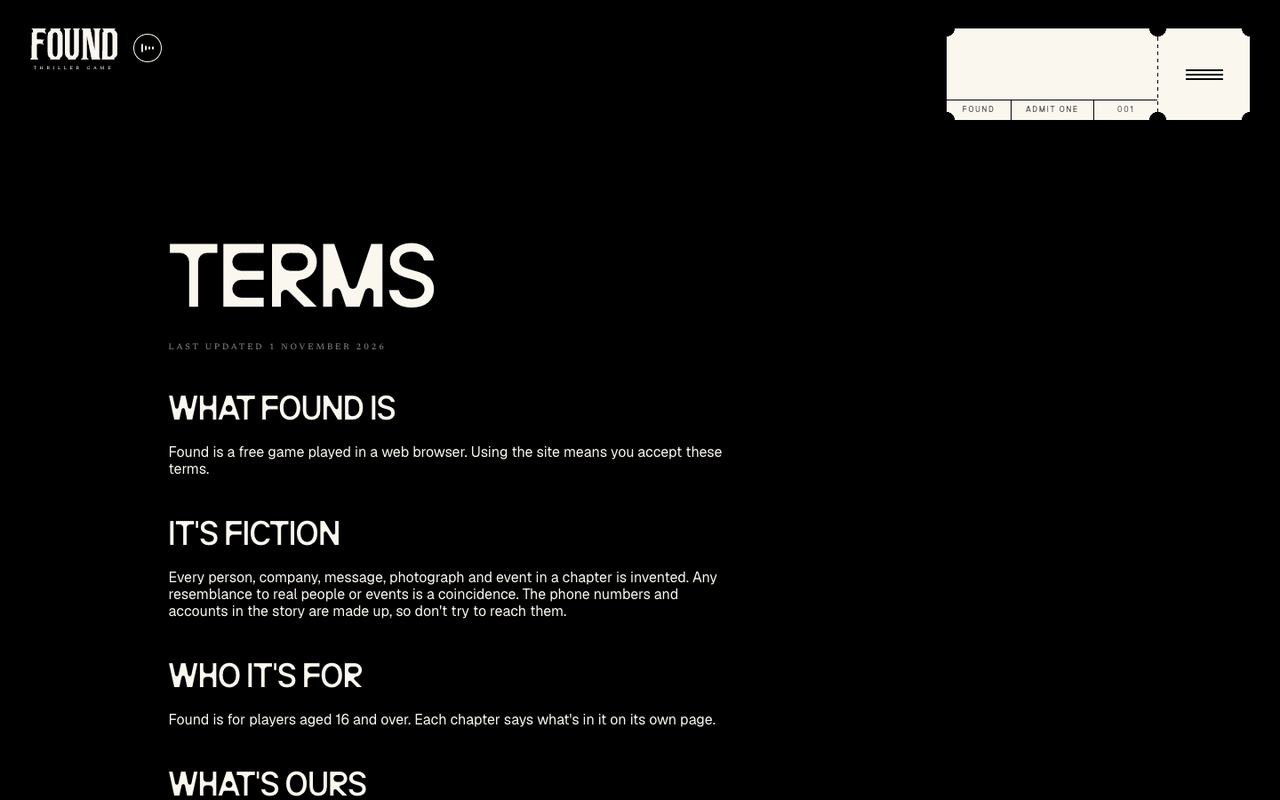 FOUND
THRILLER GAME
FOUND
ADMIT ONE
001
TERMS
LAST UPDATED 1 NOVEMBER 2026
WHAT FOUND IS
Found is a free game played in a web browser. Using the site means you accept these
terms.
IT'S FICTION
Every person, company, message, photograph and event in a chapter is invented. Any
resemblance to real people or events is a coincidence. The phone numbers and
accounts in the story are made up, so don't try to reach them.
WHO IT'S FOR
Found is for players aged 16 and over. Each chapter says what's in it on its own page.
WHAT'S OURS